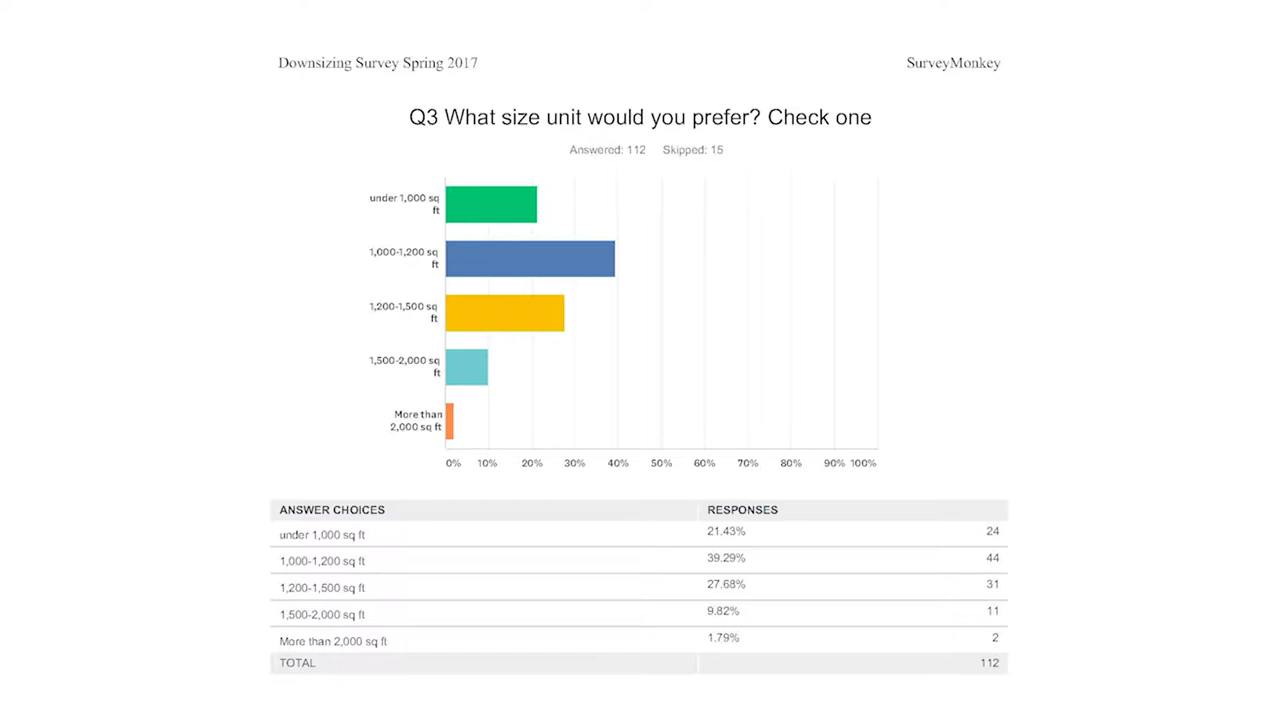 Downsizing Survey Spring 2017 SurveyMonkey
Q3 What size unit would you prefer? Check one
Answered: 112 Skipped: 15
under 1,000 sq
ft
1,000-1,200 sq
ft
1,200-1,500 sq
ft
1,500-2,000 sq
ft
More than
2,000 sq ft
0% 10% 20% 30% 40% 50% 60% 70% 80% 90% 100%
ANSWER CHOICES RESPONSES
under 1,000 sq ft 21.43% 24
1,000-1,200 sq ft 39.29% 44
1,200-1,500 sq ft 27.68% 31
1,500-2,000 sq ft 9.82% 11
More than 2,000 sq ft 1.79% 2
TOTAL 112